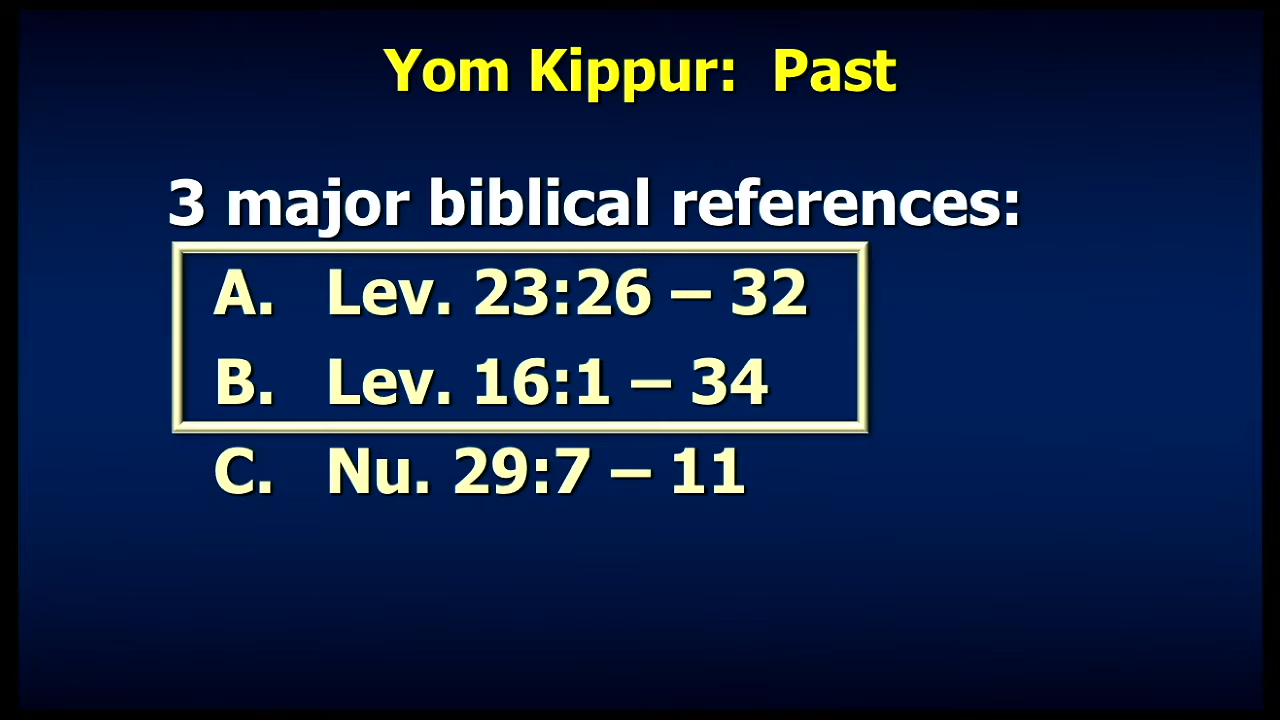 Yom Kippur:  Past
3 major biblical references:
A.  Lev. 23:26 – 32
B.  Lev. 16:1 – 34
C.  Nu. 29:7 – 11